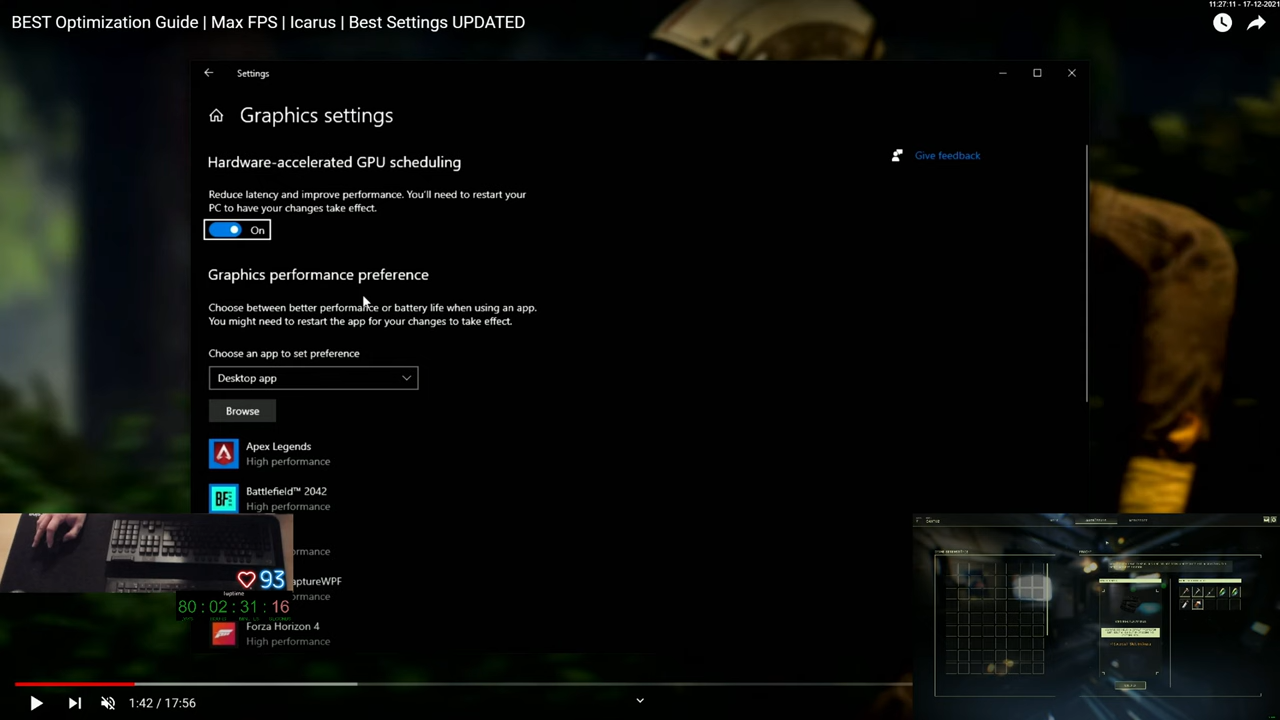 11:27:11 - 17-12-2021
BEST Optimization Guide | Max FPS | Icarus | Best Settings UPDATED
Settings
Graphics settings
Hardware-accelerated GPU scheduling
Give feedback
Reduce latency and improve performance. You'll need to restart your
PC to have your changes take effect.
On
Graphics performance preference
Choose between better performance or battery life when using an app.
You might need to restart the app for your changes to take effect.
Choose an app to set preference
Desktop app
Browse
Apex Legends
High performance
BF
Battlefield™ 2042
High performance
mance
aptureWPF
mance
93
80:02:31:16
Forza Horizon 4
High performance
1:42 / 17:56